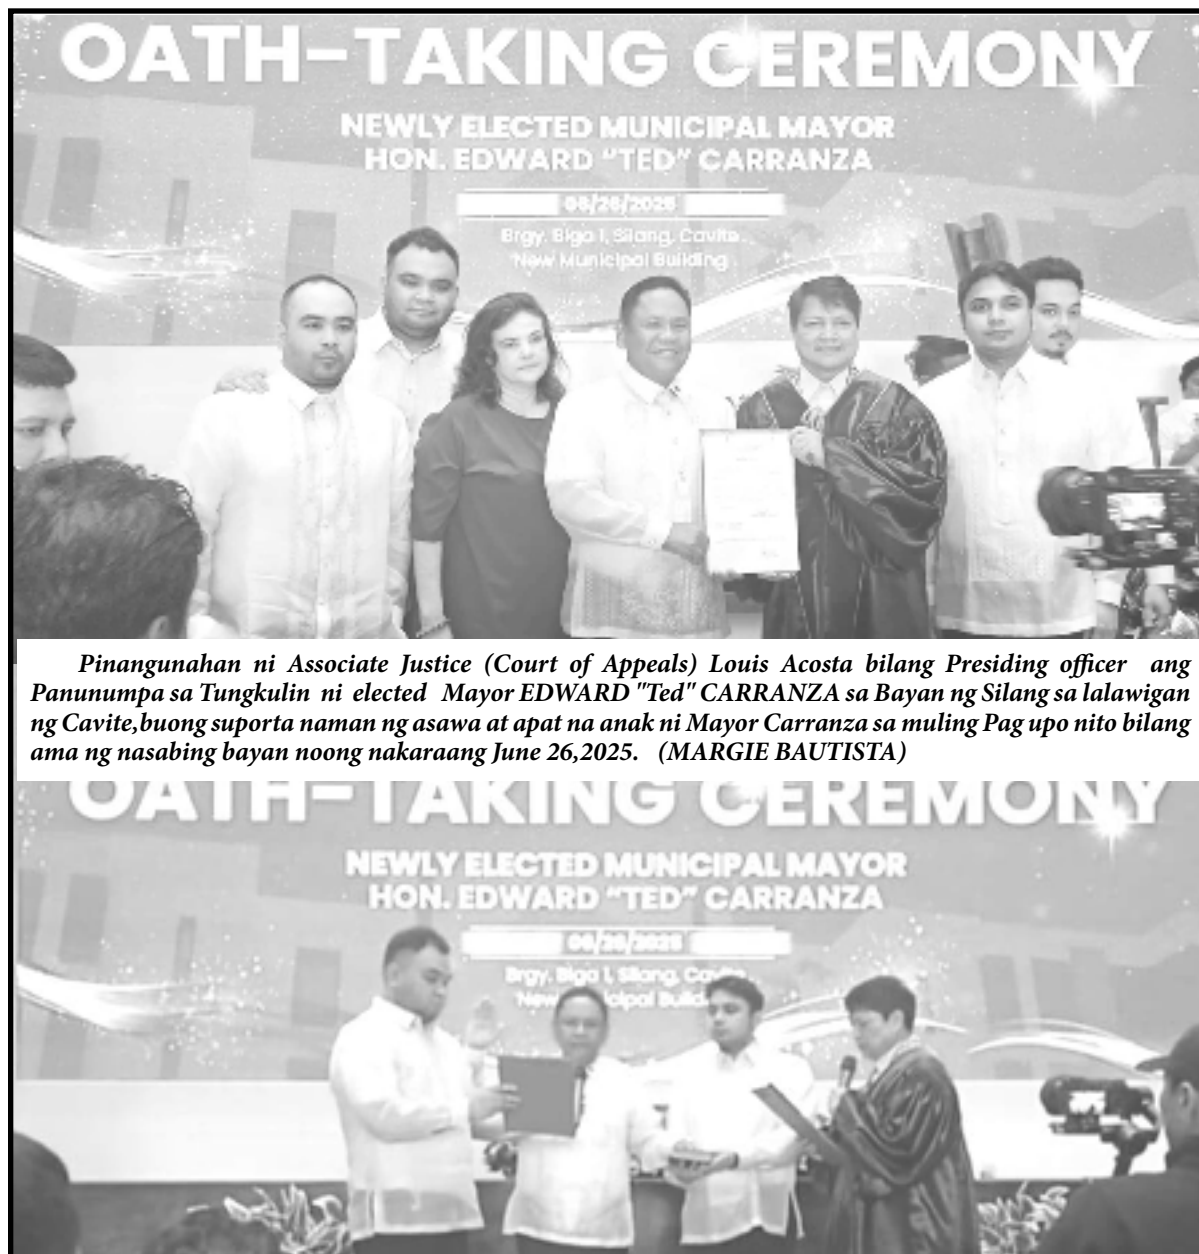 OATH-TAKING CEREMONY
NEWLY ELECTED MUNICIPAL MAYOR
HON. EDWARD "TED" CARRANZA
06/26/2025
Brgy. Biga 1, Silang, Cavite
New Municipal Building
Pinangunahan ni Associate Justice (Court of Appeals) Louis Acosta bilang Presiding officer ang
Panunumpa sa Tungkulin ni elected Mayor EDWARD "Ted" CARRANZA sa Bayan ng Silang sa lalawigan
ng Cavite,buong suporta naman ng asawa at apat na anak ni Mayor Carranza sa muling Pag upo nito bilang
ama ng nasabing bayan noong nakaraang June 26,2025. (MARGIE BAUTISTA)
OATH-TAKING CEREMONY
NEWLY ELECTED MUNICIPAL MAYOR
HON. EDWARD "TED" CARRANZA
06/26/2025
Brgy. Biga 1, Silang, Cavite